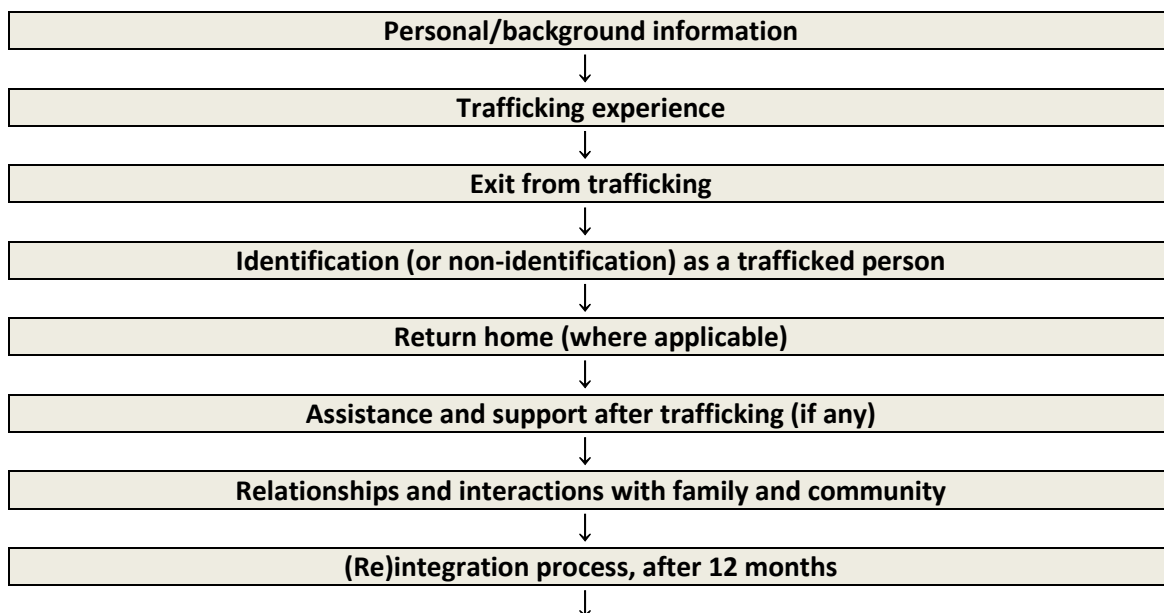 Personal/background information
Trafficking experience
Exit from trafficking
Identification (or non-identification) as a trafficked person
Return home (where applicable)
Assistance and support after trafficking (if any)
Relationships and interactions with family and community
(Re)integration process, after 12 months